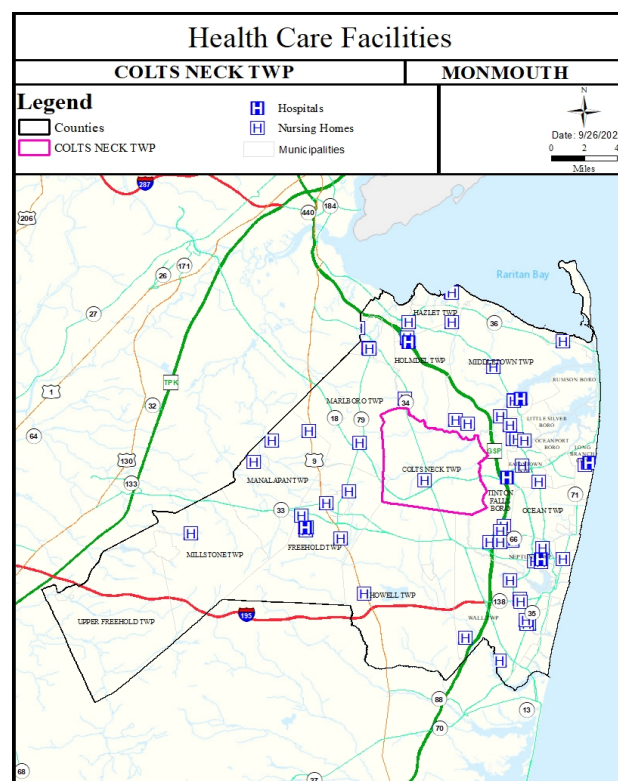 Health Care Facilities
COLTS NECK TWP MONMOUTH
Legend
Counties
COLTS NECK TWP
Hospitals
Nursing Homes
Municipalities
N
Date: 9/26/202
0 2 4
Miles
287
206
440
184
171
26
27
Raritan Bay
HAZLET TWP
36
1
TPK
32
HOLMDEL TWP
MIDDLETOWN TWP
RUMSON BORO
MARLBORO TWP
34
18
79
LITTLE SILVER
BORO
64
130
9
OCEANPORT
BORO
GSP
LONG
BRANCH
133
MANALAPAN TWP
COLTS NECK TWP
TINTON
FALLS
BORO
71
33
OCEAN TWP
MILLSTONE TWP
FREEHOLD TWP
66
HOWELL TWP
195
138
35
UPPER FREEHOLD TWP
WALL TWP
88
13
70
68
37